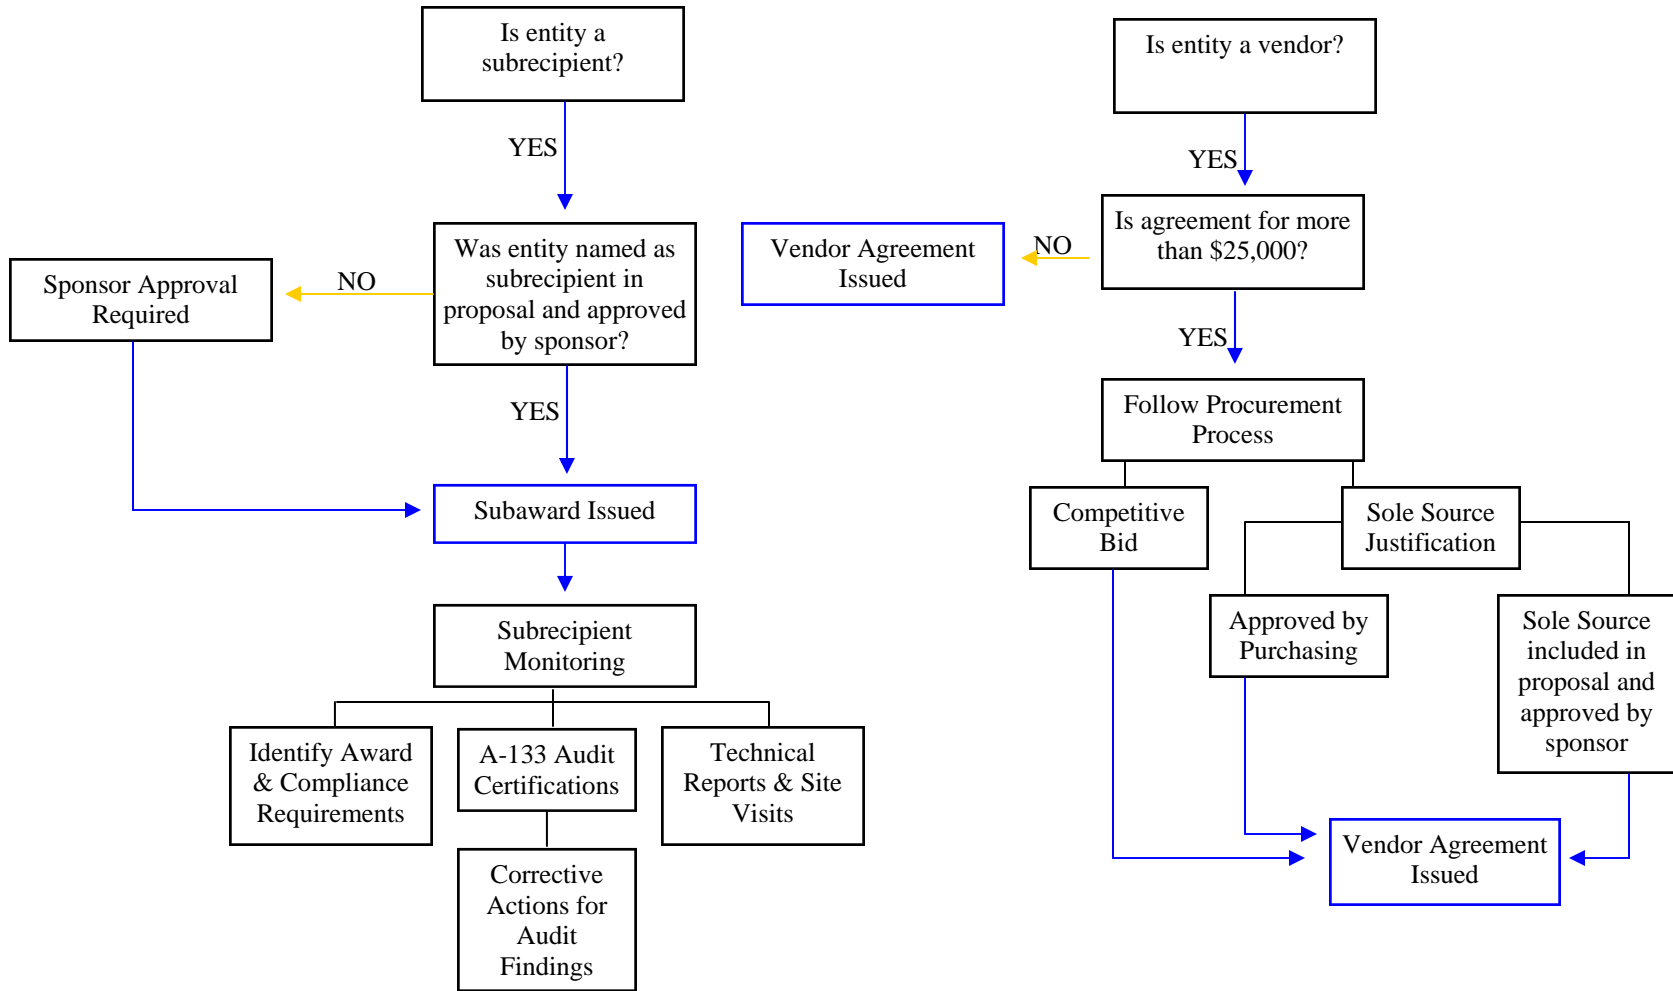 Is entity a
subrecipient?
YES
Was entity named as
subrecipient in
proposal and approved
by sponsor?
NO
Sponsor Approval
Required
YES
Subaward Issued
Subrecipient
Monitoring
Identify Award
& Compliance
Requirements
A-133 Audit
Certifications
Technical
Reports & Site
Visits
Corrective
Actions for
Audit
Findings
Is entity a vendor?
YES
Is agreement for more
than $25,000?
NO
Vendor Agreement
Issued
YES
Follow Procurement
Process
Competitive
Bid
Sole Source
Justification
Approved by
Purchasing
Sole Source
included in
proposal and
approved by
sponsor
Vendor Agreement
Issued